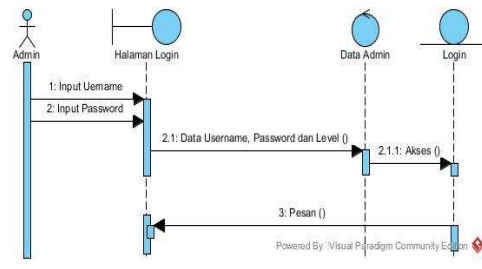 Admin
Halaman Login
Data Admin
Login
1: Input Uername
2: Input Password
2.1: Data Username, Password dan Level ()
2.1.1: Akses ()
3: Pesan ()
Powered By Visual Paradigm Community Edition